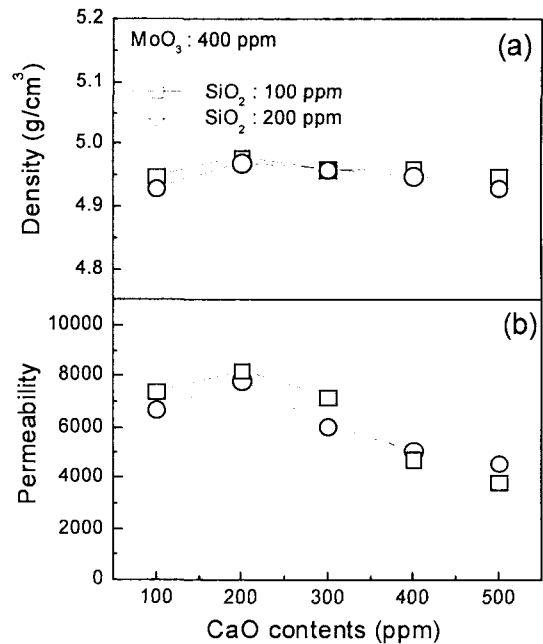 5.2
MoO₃ : 400 ppm
(a)
5.1
SiO₂ : 100 ppm
SiO₂ : 200 ppm
5.0
4.9
4.8
Density (g/cm³)
10000
(b)
8000
6000
4000
2000
0
Permeability
100 200 300 400 500
CaO contents (ppm)